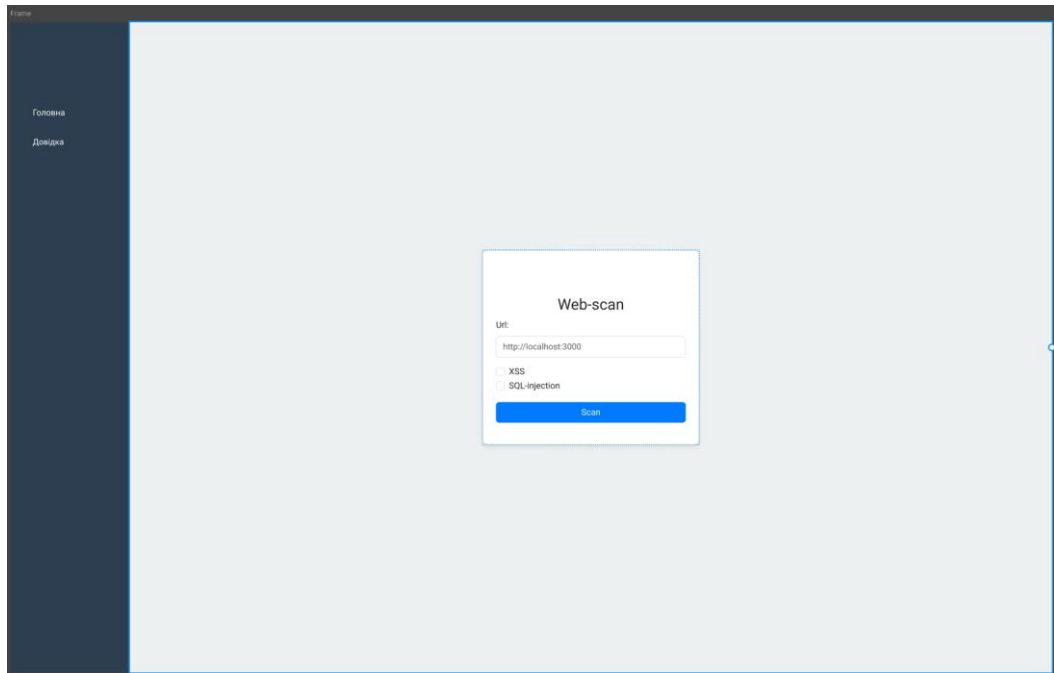 Frame
Головна
Довідка
Web-scan
Url:
http://localhost:3000
XSS
SQL-injection
Scan